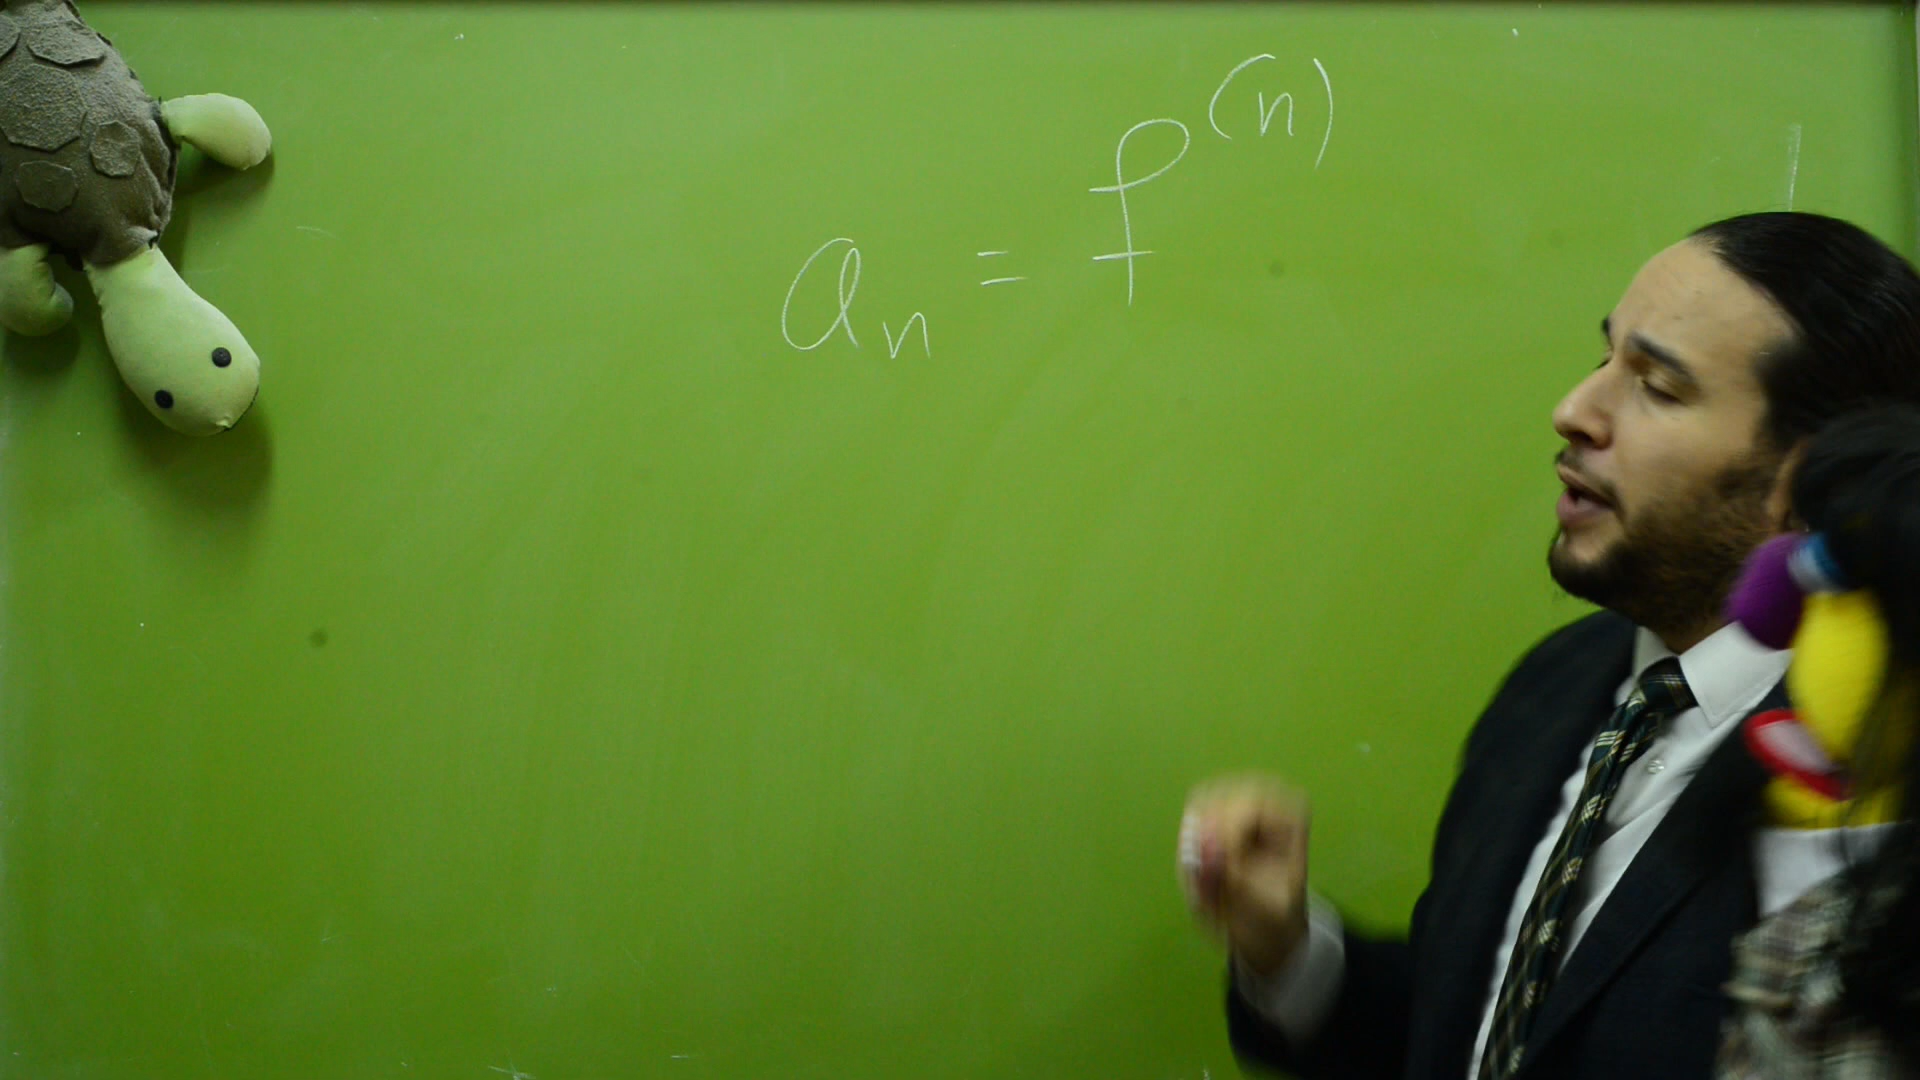 aₙ = f⁽ⁿ⁾